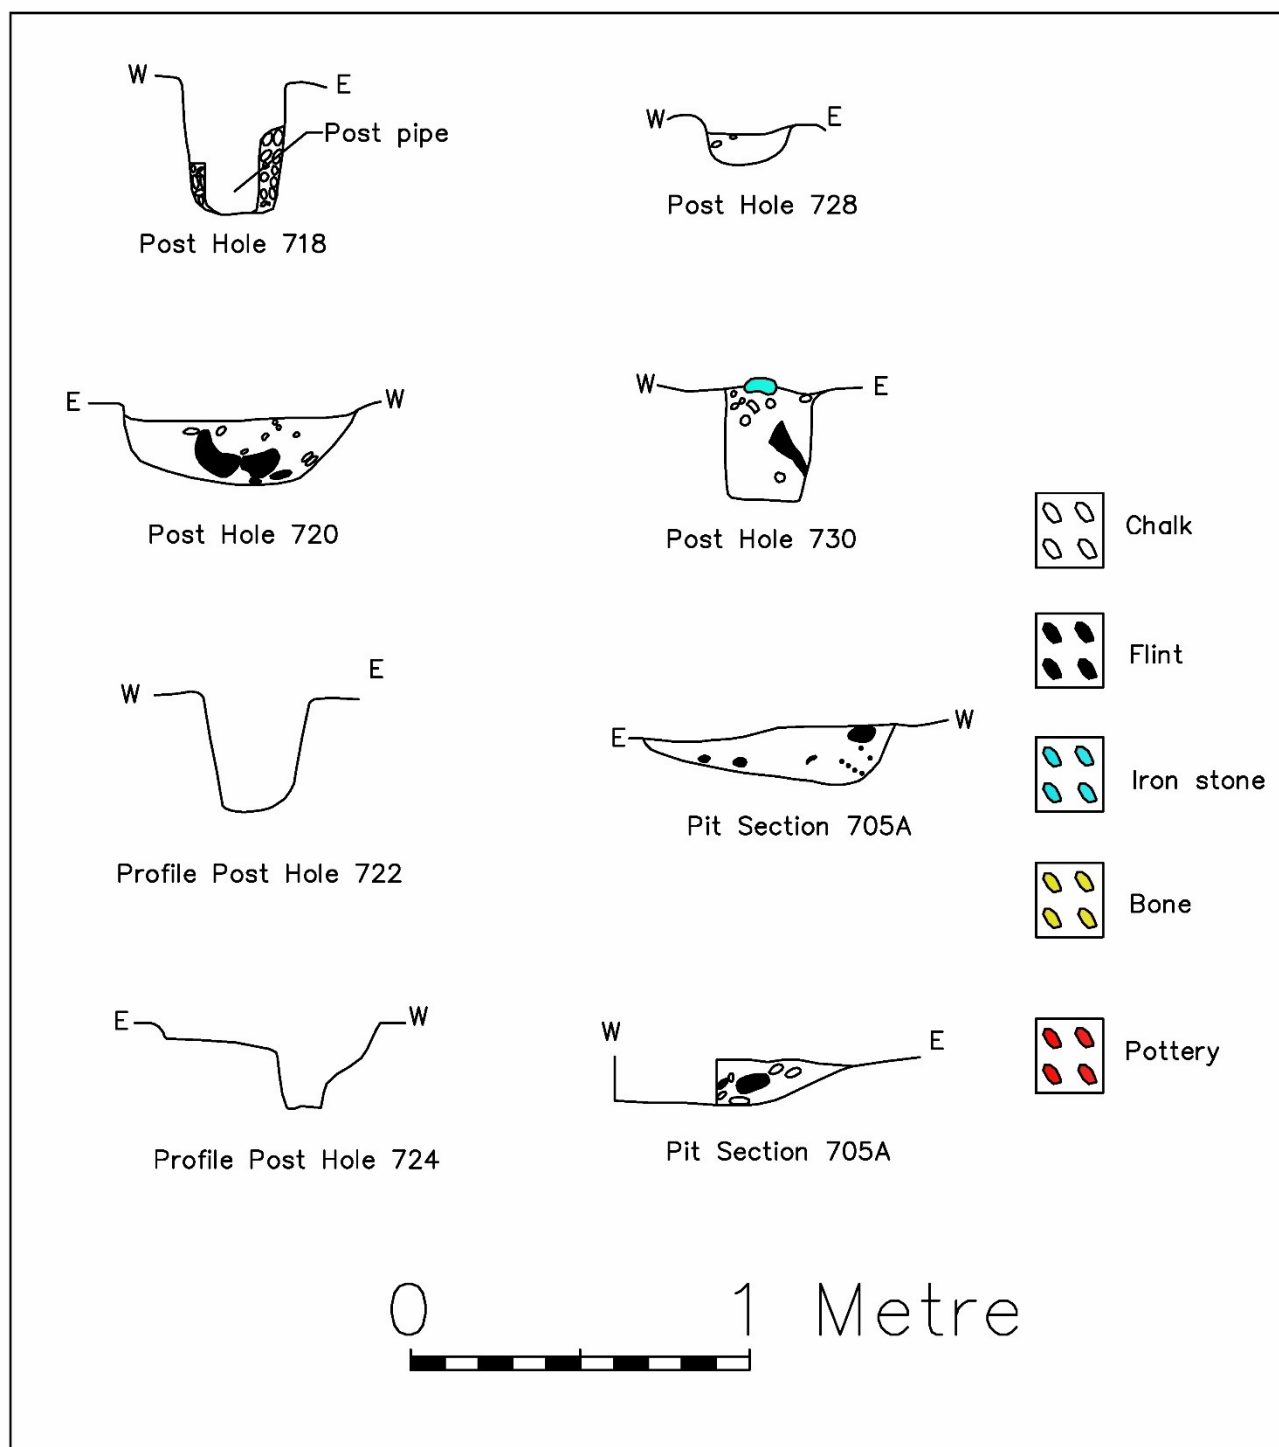 W
E
Post pipe
Post Hole 718
W
E
Post Hole 728
E
W
Post Hole 720
W
E
Post Hole 730
W
E
Profile Post Hole 722
E
W
Pit Section 705A
E
W
Profile Post Hole 724
W
E
Pit Section 705A
Chalk
Flint
Iron stone
Bone
Pottery
0 1 Metre